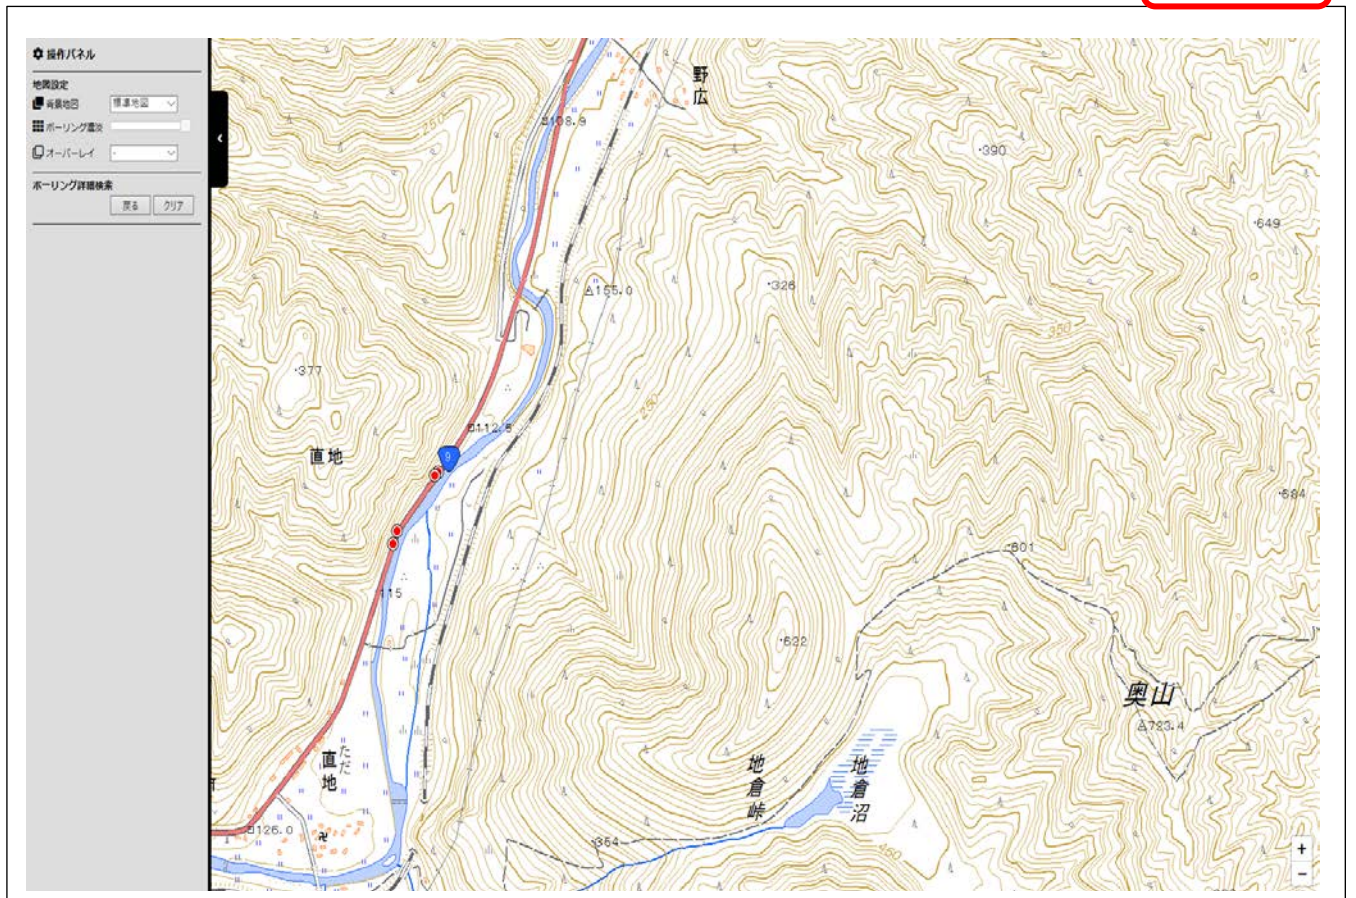 操作パネル
地図設定
背景地図
標準地図
ボーリング濃淡
オーバーレイ
-
ボーリング詳細検索
戻る
クリア
野広
108.9
250
390
649
155.0
326
350
377
250
112.5
直地
9
684
601
115
622
奥山
723.4
直地
ただ
地倉峠
地倉沼
126.0
364
400
+
−